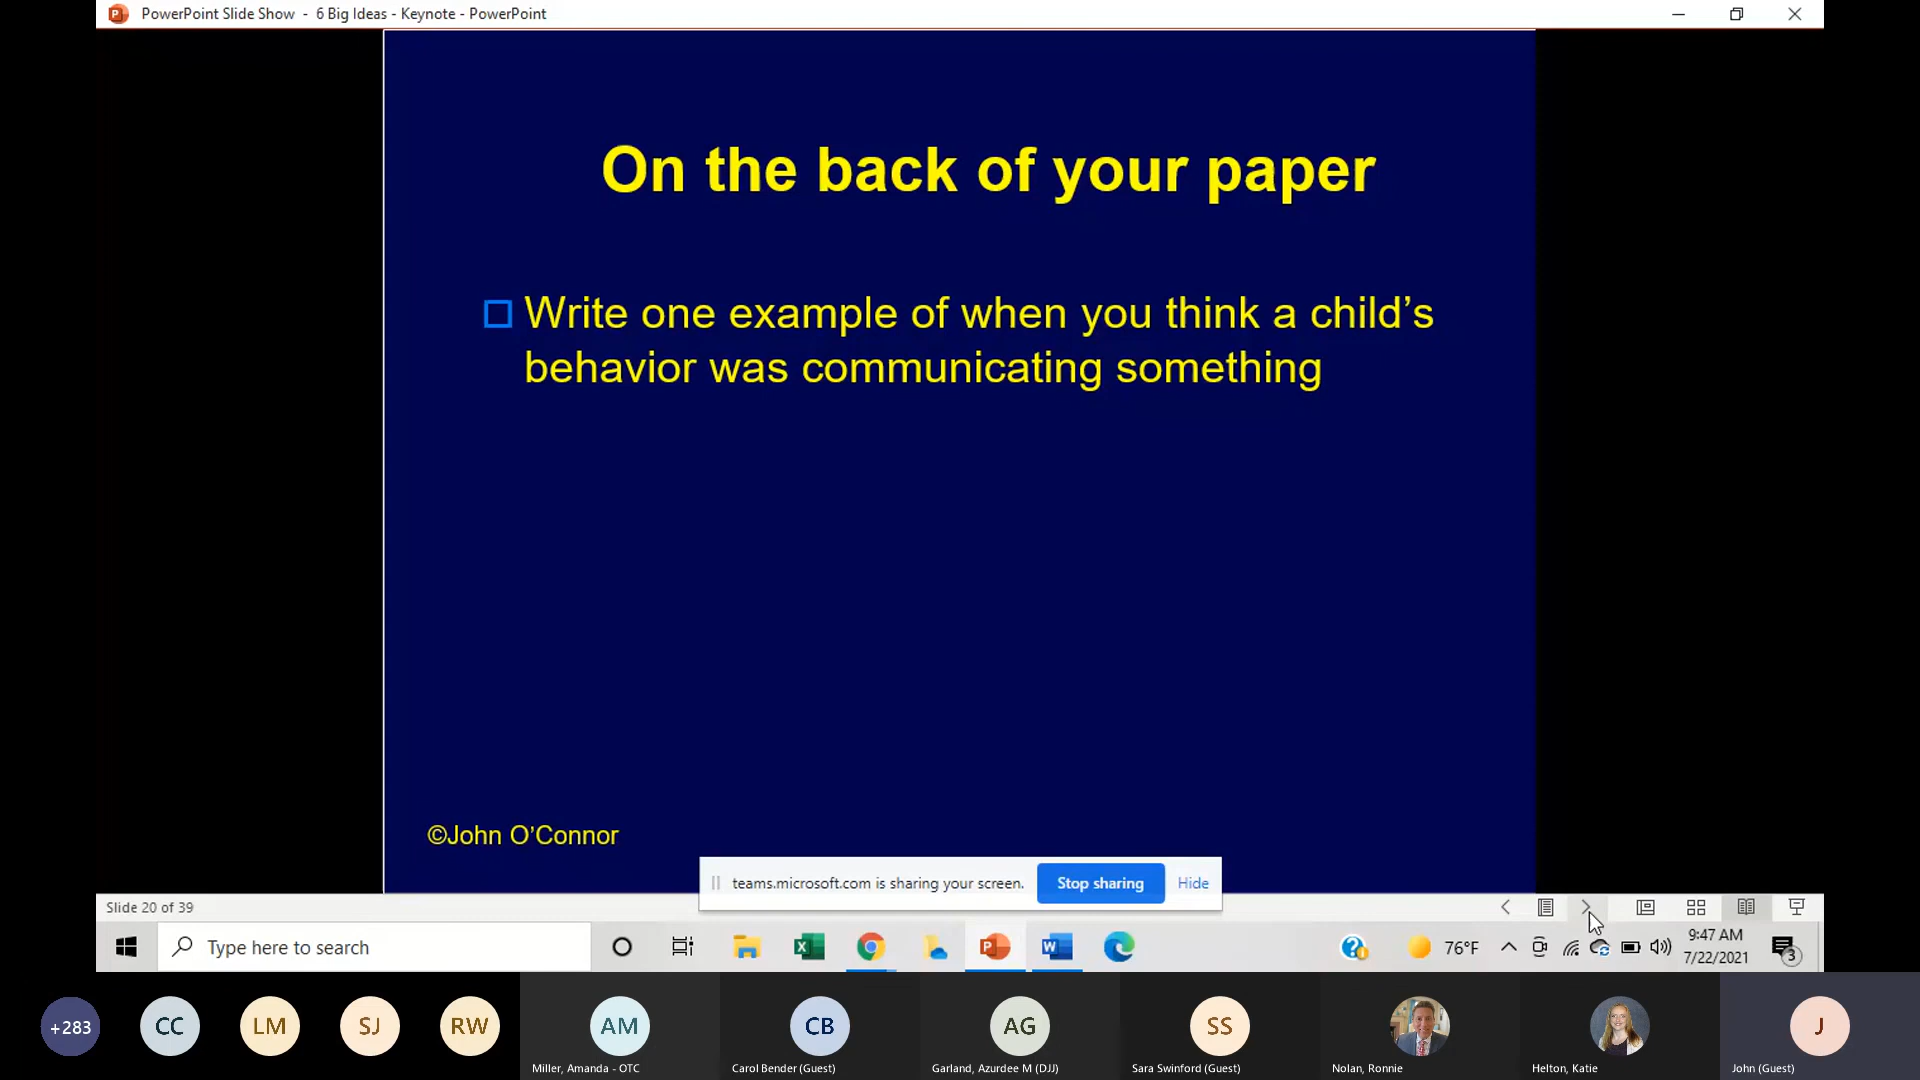 PowerPoint Slide Show - 6 Big Ideas - Keynote - PowerPoint
On the back of your paper
Write one example of when you think a child’s
behavior was communicating something
©John O’Connor
teams.microsoft.com is sharing your screen.
Stop sharing
Hide
Slide 20 of 39
Type here to search
76°F
9:47 AM
7/22/2021
3
+283
CC
LM
SJ
RW
AM
CB
AG
SS
J
Miller, Amanda - OTC
Carol Bender (Guest)
Garland, Azurdee M (DJJ)
Sara Swinford (Guest)
Nolan, Ronnie
Helton, Katie
John (Guest)